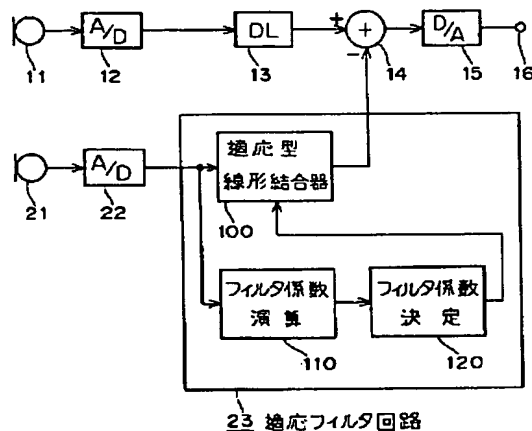 A/D
DL
+
+
D/A
-
11
12
13
14
15
16
A/D
適応型
線形結合器
21
22
100
フィルタ係数
演算
フィルタ係数
決定
110
120
23 適応フィルタ回路